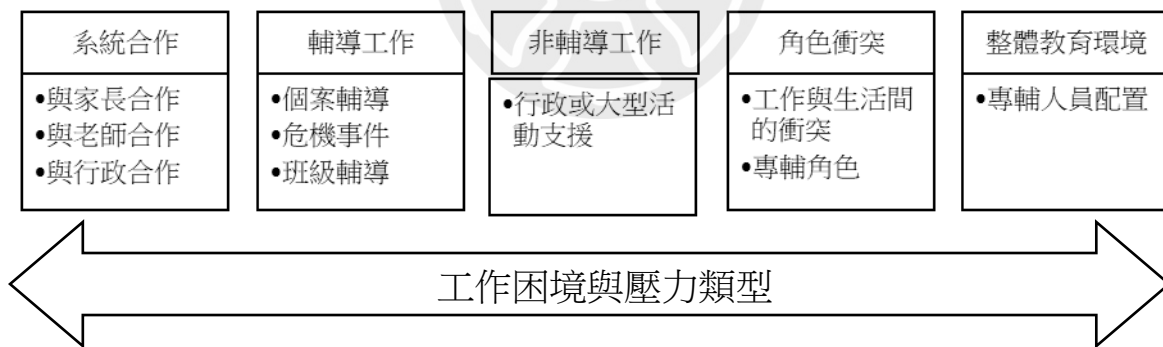 系統合作
•與家長合作
•與老師合作
•與行政合作
輔導工作
•個案輔導
•危機事件
•班級輔導
非輔導工作
•行政或大型活
動支援
角色衝突
•工作與生活間
的衝突
•專輔角色
整體教育環境
•專輔人員配置
工作困境與壓力類型